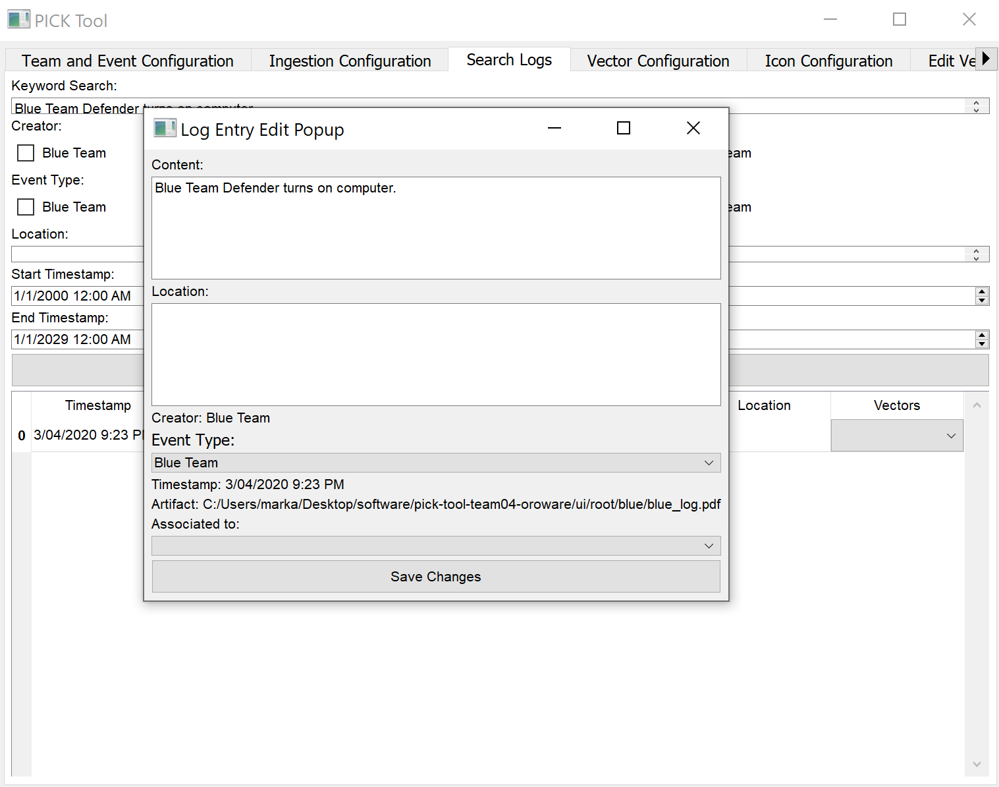 PICK Tool
Team and Event Configuration Ingestion Configuration Search Logs Vector Configuration Icon Configuration Edit Ve
Keyword Search:
Blue Team Defender turns on computer
Creator:
Blue Team eam
Event Type:
Blue Team eam
Location:
Start Timestamp:
1/1/2000 12:00 AM
End Timestamp:
1/1/2029 12:00 AM
Timestamp Location Vectors
0 3/04/2020 9:23 PM
Log Entry Edit Popup
Content:
Blue Team Defender turns on computer.
Location:
Creator: Blue Team
Event Type:
Blue Team
Timestamp: 3/04/2020 9:23 PM
Artifact: C:/Users/marka/Desktop/software/pick-tool-team04-oroware/ui/root/blue/blue_log.pdf
Associated to:
Save Changes